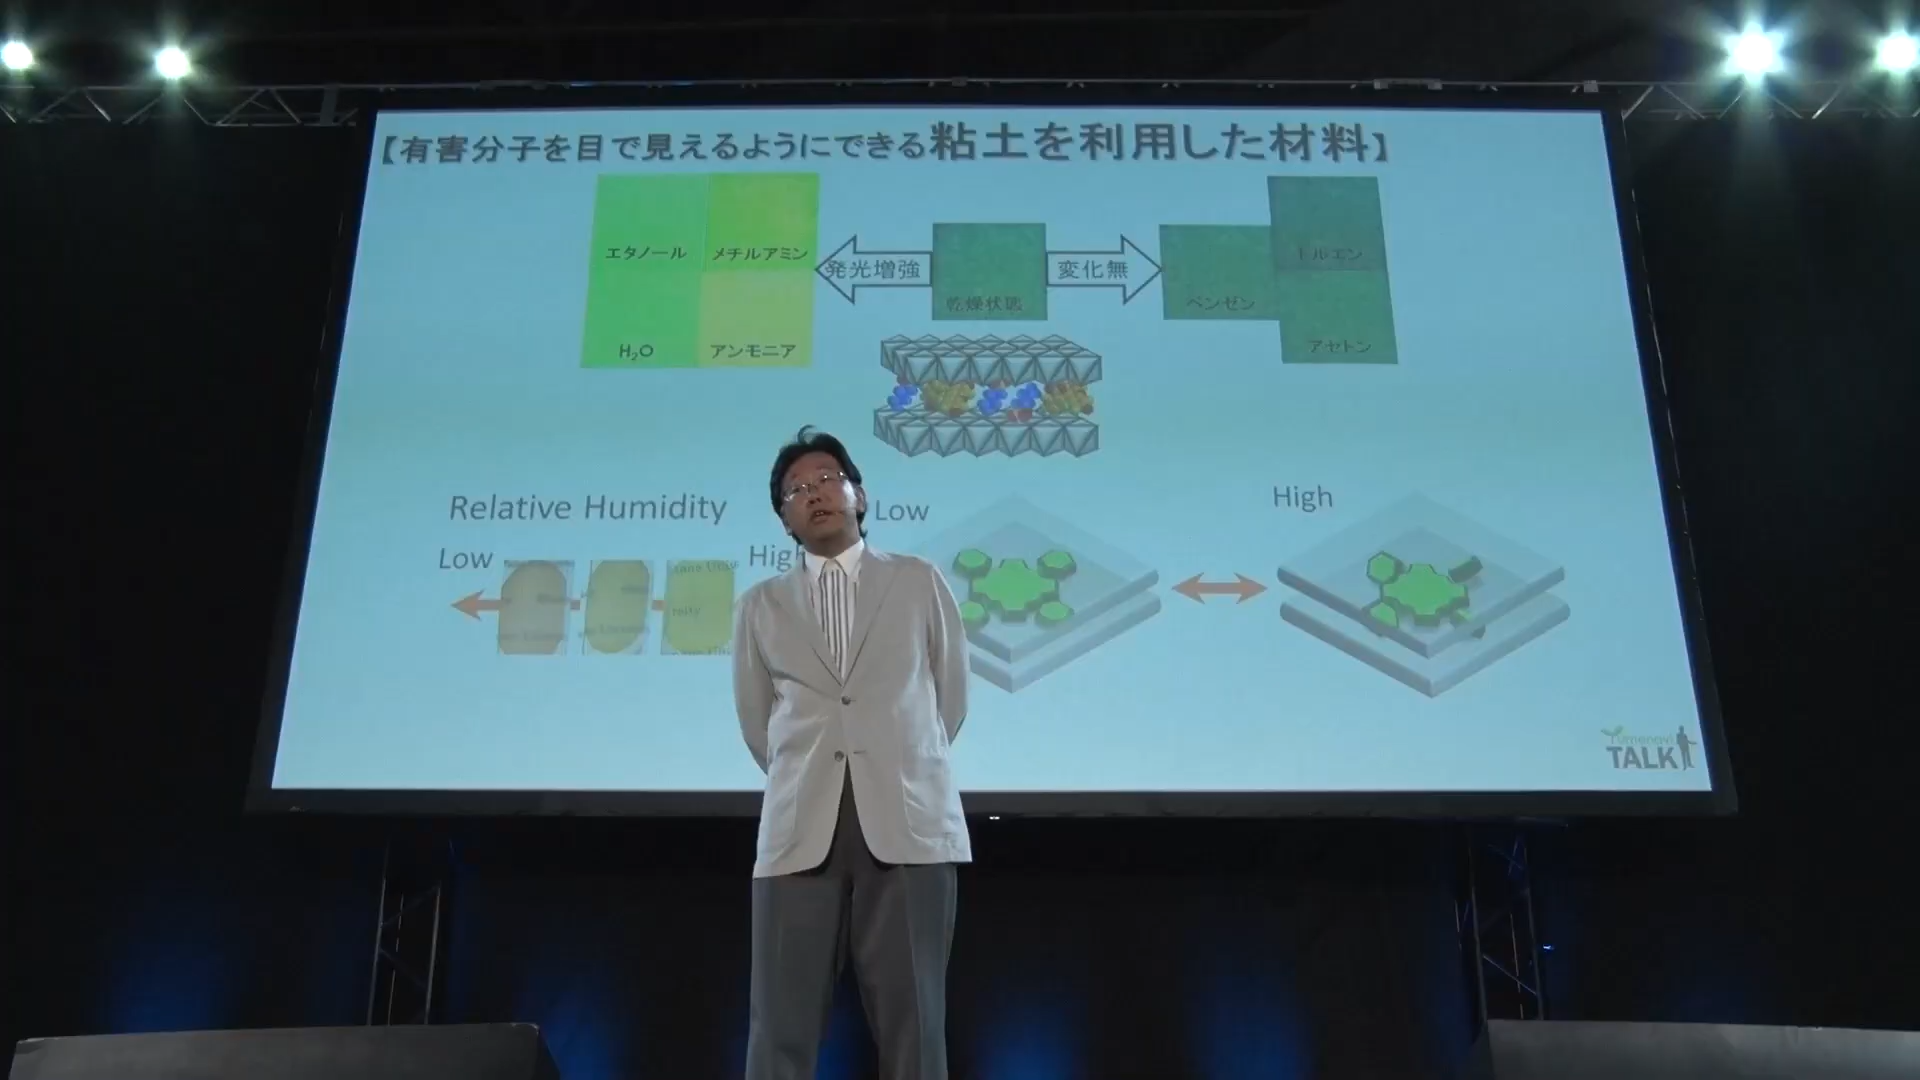 【有害分子を目で見えるようにできる粘土を利用した材料】
エタノール
メチルアミン
発光増強
乾燥状態
変化無
トルエン
ベンゼン
H₂O
アンモニア
アセトン
Relative Humidity
Low
High
Low
High
Yumenavi
TALK